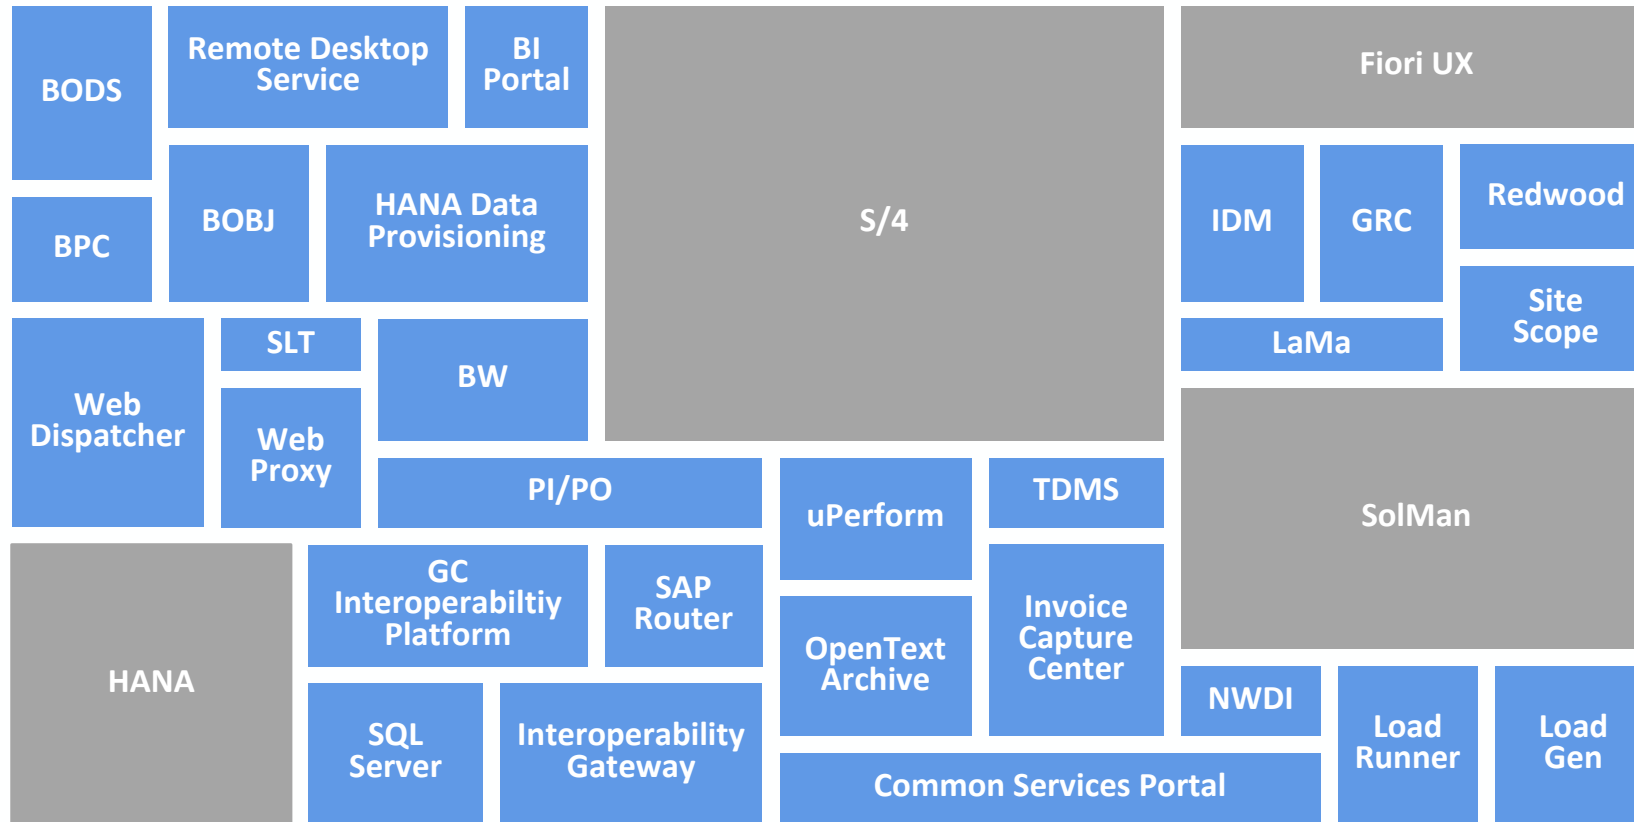 BODS
Remote Desktop
Service
BI
Portal
S/4
Fiori UX
BPC
BOBJ
HANA Data
Provisioning
IDM
GRC
Redwood
Site
Scope
LaMa
Web
Dispatcher
SLT
Web
Proxy
BW
PI/PO
uPerform
TDMS
SolMan
HANA
GC
Interoperabiltiy
Platform
SAP
Router
OpenText
Archive
Invoice
Capture
Center
SQL
Server
Interoperability
Gateway
NWDI
Load
Runner
Load
Gen
Common Services Portal